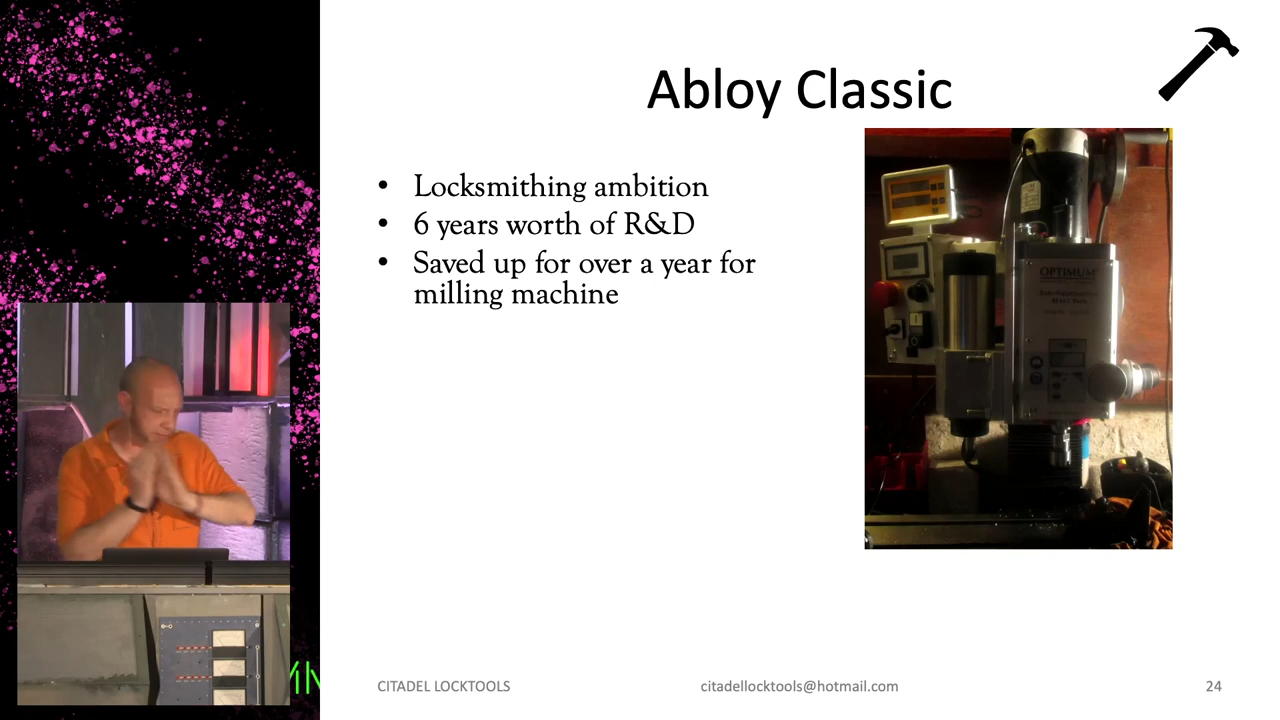 Abloy Classic
• Locksmithing ambition
• 6 years worth of R&D
• Saved up for over a year for
milling machine
OPTIMUM
CITADEL LOCKTOOLS
citadellocktools@hotmail.com
24